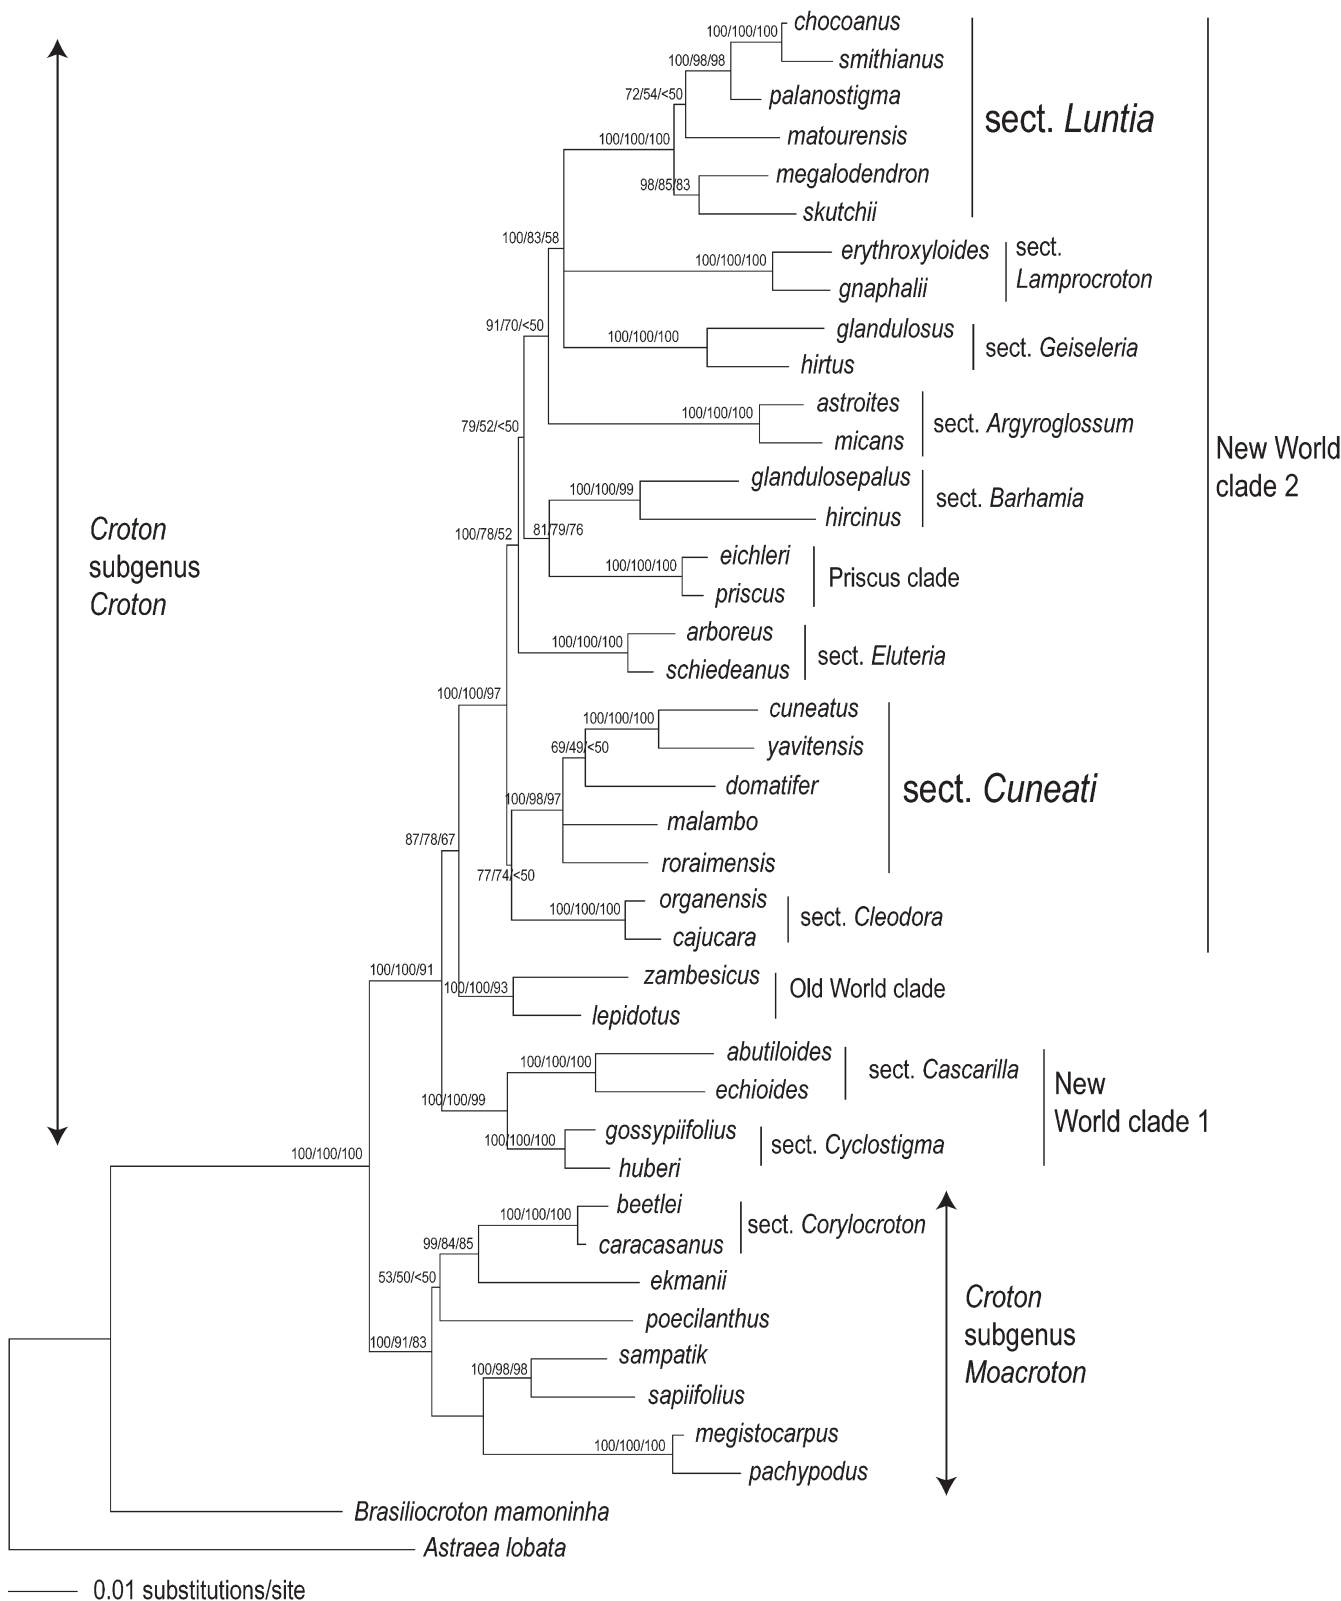 chocoanus
100/100/100
smithianus
100/98/98
palanostigma
72/54/<50
matourensis
sect. Luntia
100/100/100
megalodendron
98/85/83
skutchii
100/83/58
erythroxyloides
sect.
Lamprocroton
100/100/100
gnaphalii
glandulosus
91/70/<50
100/100/100
sect. Geiseleria
hirtus
astroites
100/100/100
sect. Argyroglossum
79/52/<50
micans
New World
clade 2
glandulosepalus
100/100/99
sect. Barhamia
hircinus
Croton
subgenus
Croton
100/78/52
81/79/76
eichleri
100/100/100
Priscus clade
priscus
arboreus
100/100/100
sect. Eluteria
schiedeanus
100/100/97
cuneatus
100/100/100
yavitensis
69/49/<50
domatifer
sect. Cuneati
100/98/97
malambo
87/78/67
roraimensis
77/74/<50
organensis
100/100/100
sect. Cleodora
cajucara
100/100/91
zambesicus
100/100/93
Old World clade
lepidotus
abutiloides
100/100/100
sect. Cascarilla
echioides
New
World clade 1
100/100/99
gossypiifolius
100/100/100
sect. Cyclostigma
huberi
100/100/100
beetlei
100/100/100
sect. Corylocroton
caracasanus
99/84/85
ekmanii
53/50/<50
poecilanthus
Croton
subgenus
Moacroton
100/91/83
sampatik
100/98/98
sapiifolius
megistocarpus
100/100/100
pachypodus
Brasiliocroton mamoninha
Astraea lobata
0.01 substitutions/site